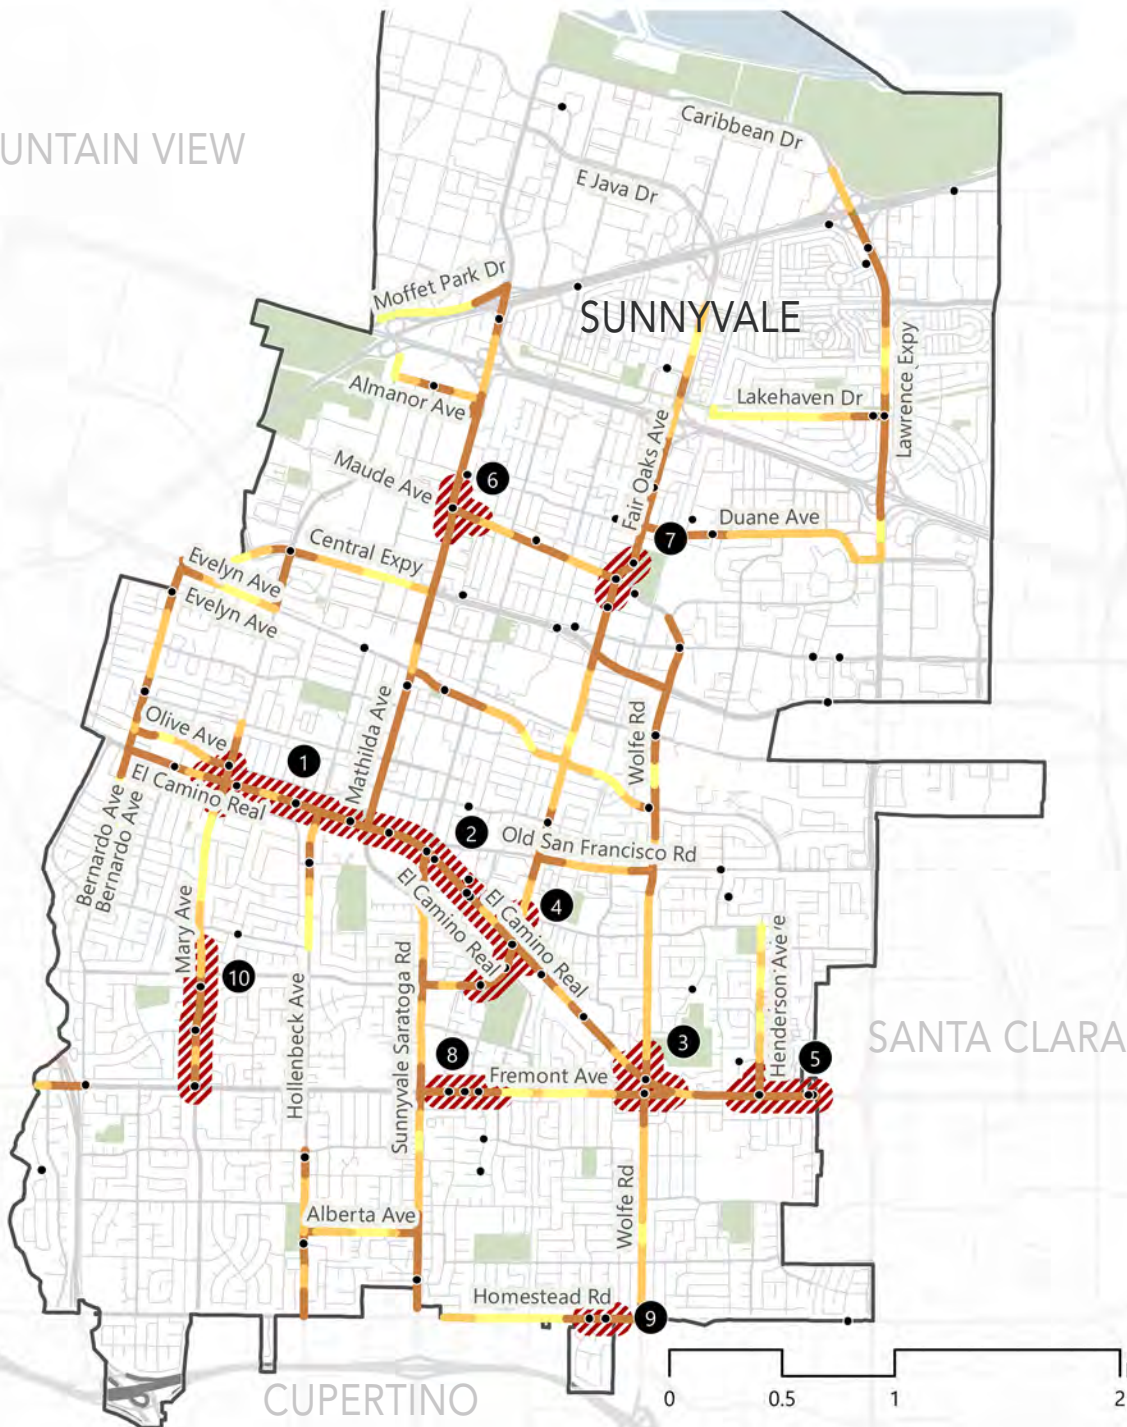 UNTAIN VIEW
Caribbean Dr
E Java Dr
Moffet Park Dr
SUNNYVALE
Lawrence Expy
Almanor Ave
Lakehaven Dr
Maude Ave
6
Fair Oaks Ave
Duane Ave
7
Central Expy
Evelyn Ave
Evelyn Ave
Olive Ave
Mathilda Ave
Wolfe Rd
1
El Camino Real
Bernardo Ave
Bernardo Ave
2
Old San Francisco Rd
El Camino Real
El Camino Real
4
Mary Ave
10
Hollenbeck Ave
Sunnyvale Saratoga Rd
Henderson Ave
SANTA CLARA
3
8
Fremont Ave
5
Wolfe Rd
Alberta Ave
Homestead Rd
9
CUPERTINO
0 0.5 1 2